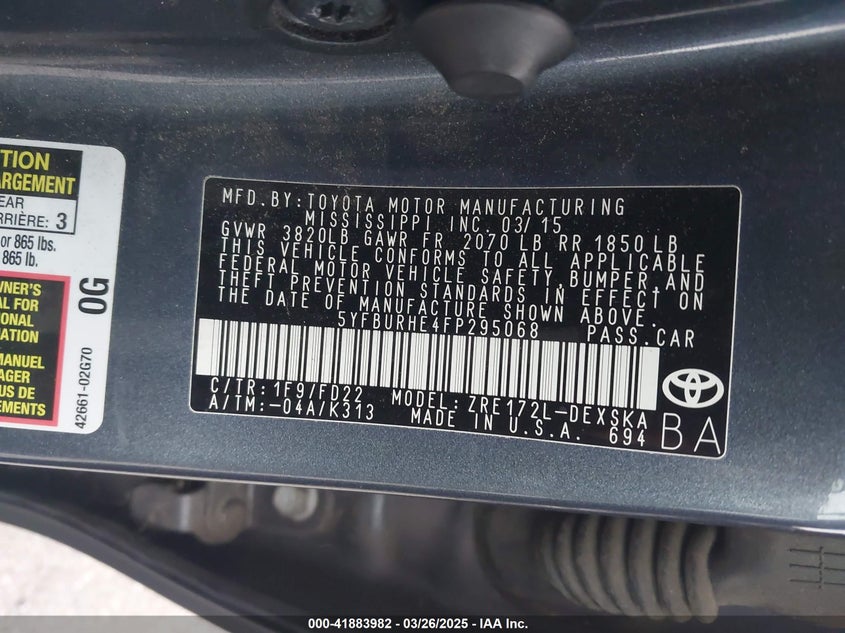 TION
ARGEMENT
EAR
RRIÈRE: 3
or 865 lbs.
865 lb.
WNER'S
AL FOR
IONAL
MATION
MANUEL
AGER
US DE
IONS.
OG
42661-02G70
MFD.BY:TOYOTA MOTOR MANUFACTURING
MISSISSIPPI INC. 03/15
GVWR 3820LB GAWR FR 2070 LB RR 1850 LB
THIS VEHICLE CONFORMS TO ALL APPLICABLE
FEDERAL MOTOR VEHICLE SAFETY, BUMPER, AND
THEFT PREVENTION STANDARDS IN EFFECT ON
THE DATE OF MANUFACTURE SHOWN ABOVE.
5YFBURHE4FP295068 PASS.CAR
C/TR:1F9/FD22 MODEL:ZRE172L-DEXSKA
A/TM:-04A/K313 MADE IN U.S.A. 694
BA
000-41883982 - 03/26/2025 - IAA Inc.